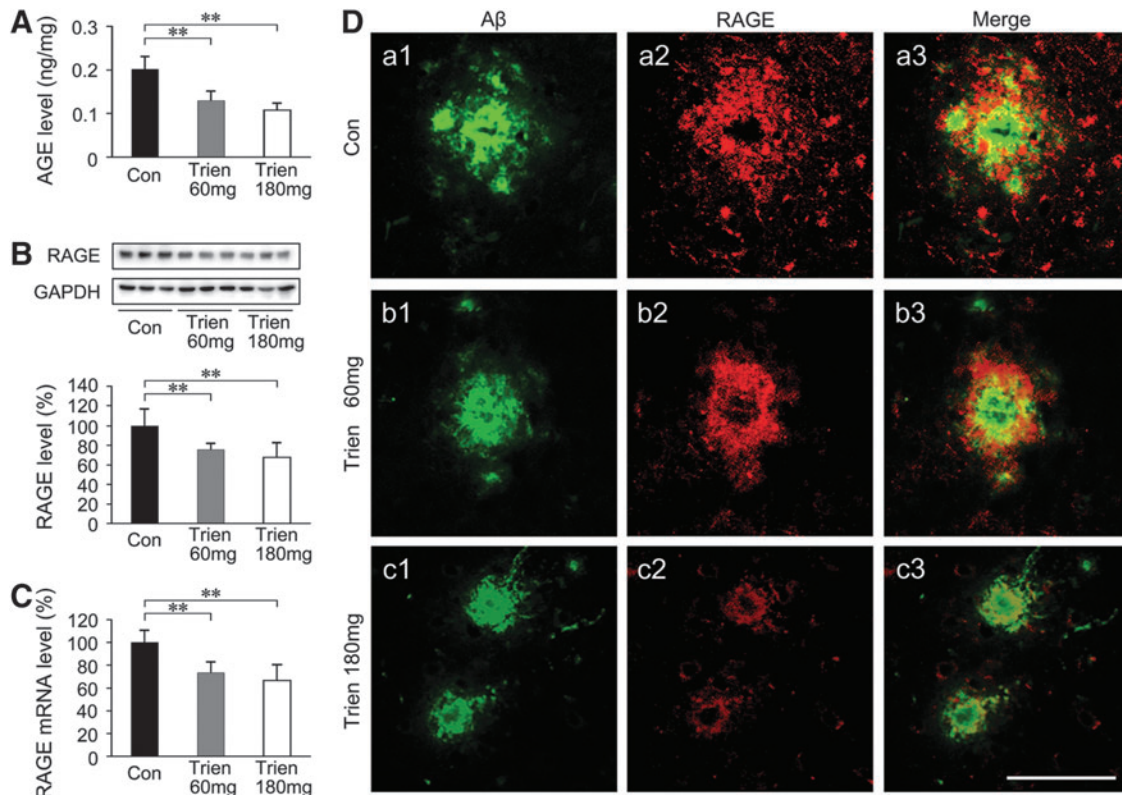 A
AGE level (ng/mg)
0.3
0.2
0.1
0
**
**
Con
Trien 60mg
Trien 180mg
B
RAGE
GAPDH
Con
Trien 60mg
Trien 180mg
RAGE level (%)
140
120
100
80
60
40
20
0
**
**
Con
Trien 60mg
Trien 180mg
C
RAGE mRNA level (%)
120
100
80
60
40
20
0
**
**
Con
Trien 60mg
Trien 180mg
D
Aβ
RAGE
Merge
Con
a1
a2
a3
Trien 60mg
b1
b2
b3
Trien 180mg
c1
c2
c3